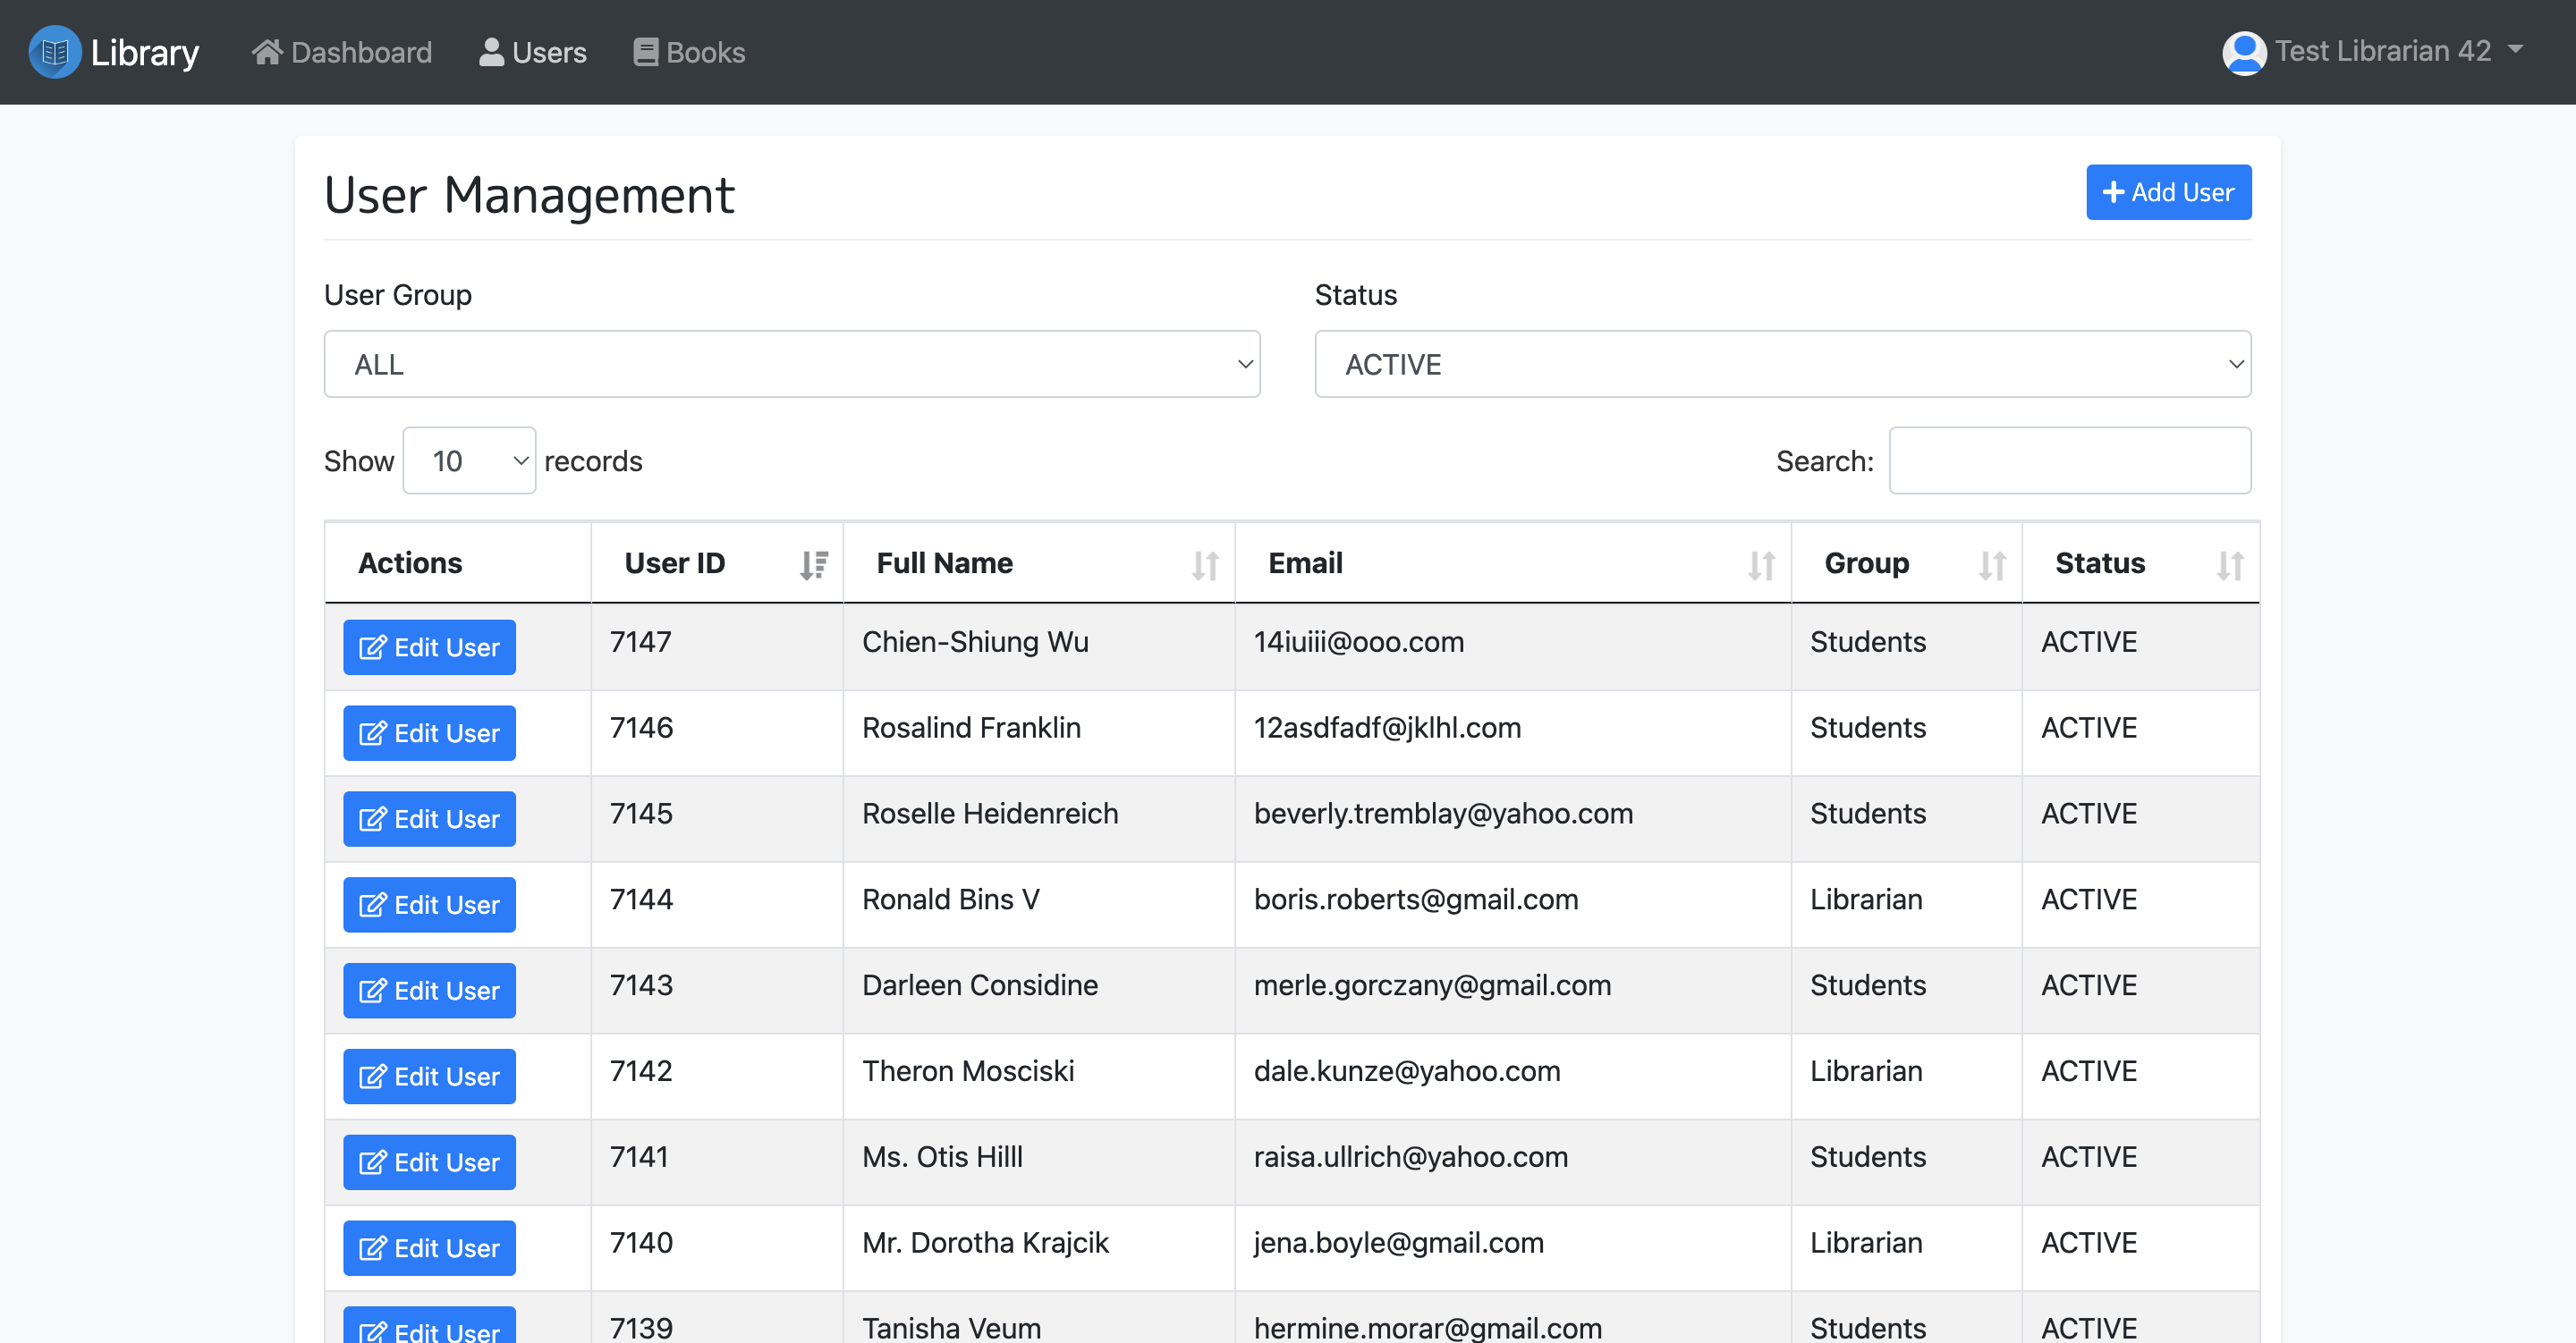 Library Dashboard Users Books Test Librarian 42
User Management Add User
User Group Status
ALL ACTIVE
Show 10 records Search:
Actions User ID Full Name Email Group Status
Edit User 7147 Chien-Shiung Wu 14iuiii@ooo.com Students ACTIVE
Edit User 7146 Rosalind Franklin 12asdfadf@jklhl.com Students ACTIVE
Edit User 7145 Roselle Heidenreich beverly.tremblay@yahoo.com Students ACTIVE
Edit User 7144 Ronald Bins V boris.roberts@gmail.com Librarian ACTIVE
Edit User 7143 Darleen Considine merle.gorczany@gmail.com Students ACTIVE
Edit User 7142 Theron Mosciski dale.kunze@yahoo.com Librarian ACTIVE
Edit User 7141 Ms. Otis Hilll raisa.ullrich@yahoo.com Students ACTIVE
Edit User 7140 Mr. Dorotha Krajcik jena.boyle@gmail.com Librarian ACTIVE
Edit User 7139 Tanisha Veum hermine.morar@gmail.com Students ACTIVE